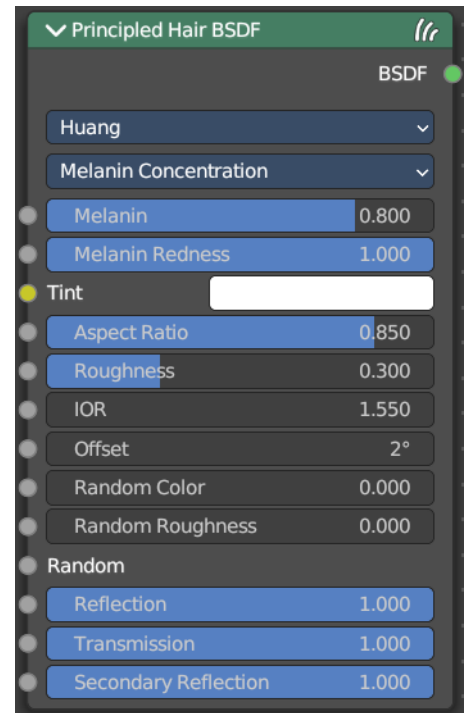 Principled Hair BSDF
BSDF
Huang
Melanin Concentration
Melanin 0.800
Melanin Redness 1.000
Tint
Aspect Ratio 0.850
Roughness 0.300
IOR 1.550
Offset 2°
Random Color 0.000
Random Roughness 0.000
Random
Reflection 1.000
Transmission 1.000
Secondary Reflection 1.000